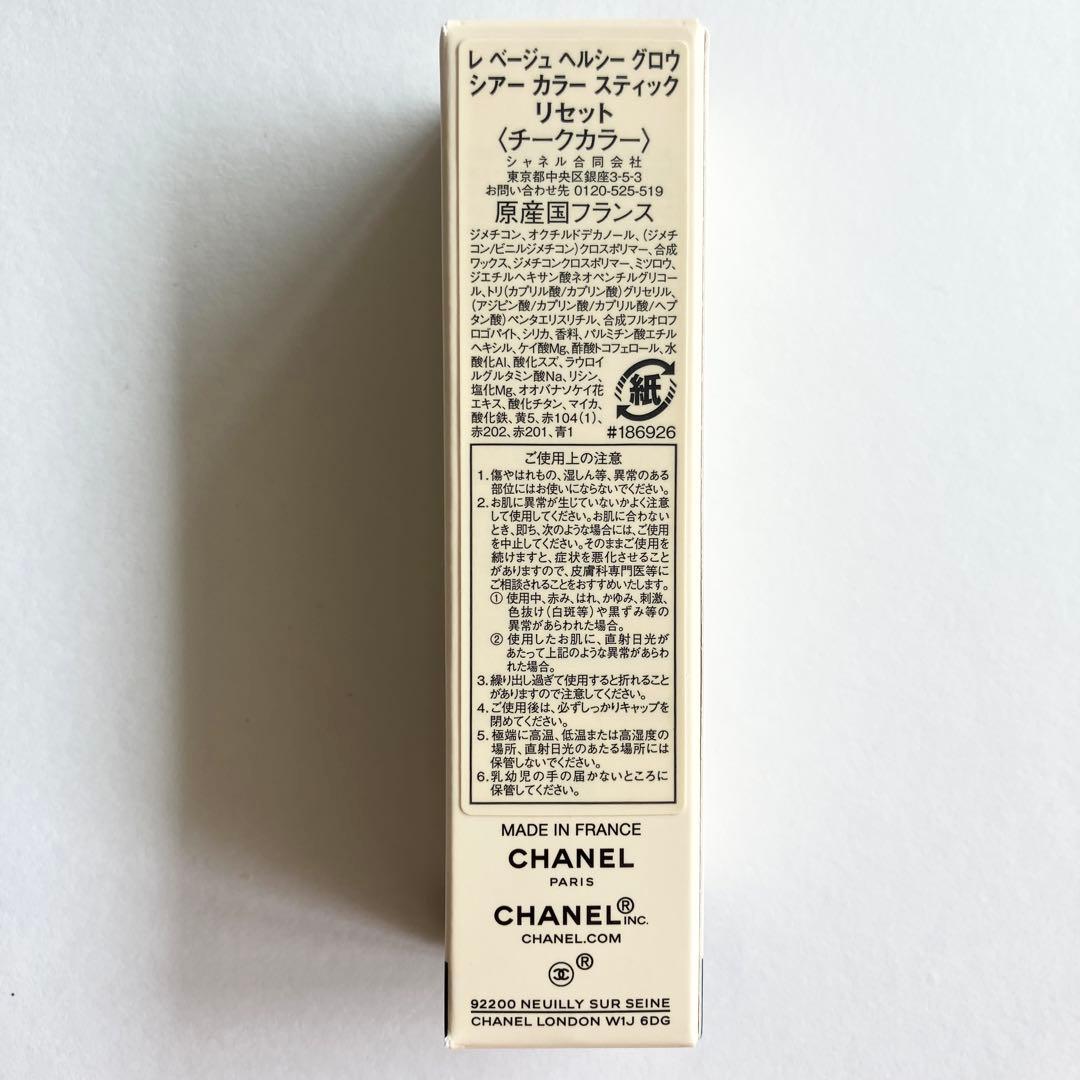 レ ベージュ ヘルシー グロウ
シアー カラー スティック
リセット
〈チークカラー〉
シャネル合同会社
東京都中央区銀座3-5-3
お問い合わせ先 0120-525-519
原産国フランス
ジメチコン、オクチルドデカノール、(ジメチ
コン/ビニルジメチコン)クロスポリマー、合成
ワックス、ジメチコンクロスポリマー、ミツロウ、
ジエチルヘキサン酸ネオペンチルグリコー
ル、トリ(カプリル酸/カプリン酸)グリセリル、
(アジピン酸/カプリン酸/カプリル酸/ヘプ
タン酸)ペンタエリスリチル、合成フルオロフ
ロゴパイト、シリカ、香料、パルミチン酸エチル
ヘキシル、ケイ酸Mg、酢酸トコフェロール、水
酸化Al、酸化スズ、ラウロイ
ルグルタミン酸Na、リシン、
塩化Mg、オオバナソケイ花
エキス、酸化チタン、マイカ、
酸化鉄、黄5、赤104(1)、
赤202、赤201、青1
紙
#186926
ご使用上の注意
1.傷やはれもの、湿しん等、異常のある
部位にはお使いにならないでください。
2.お肌に異常が生じていないかよく注意
して使用してください。お肌に合わない
とき、即ち、次のような場合には、ご使用
を中止してください。そのままご使用を
続けますと、症状を悪化させること
がありますので、皮膚科専門医等に
ご相談されることをおすすめいたします。
① 使用中、赤み、はれ、かゆみ、刺激、
色抜け(白斑等)や黒ずみ等の
異常があらわれた場合。
② 使用したお肌に、直射日光が
あたって上記のような異常があらわ
れた場合。
3.繰り出し過ぎて使用すると折れること
がありますので注意してください。
4.ご使用後は、必ずしっかりキャップを
閉めてください。
5.極端に高温、低温または高湿度の
場所、直射日光のあたる場所には
保管しないでください。
6.乳幼児の手の届かないところに
保管してください。
MADE IN FRANCE
CHANEL
PARIS
CHANEL® INC.
CHANEL.COM
®
92200 NEUILLY SUR SEINE
CHANEL LONDON W1J 6DG